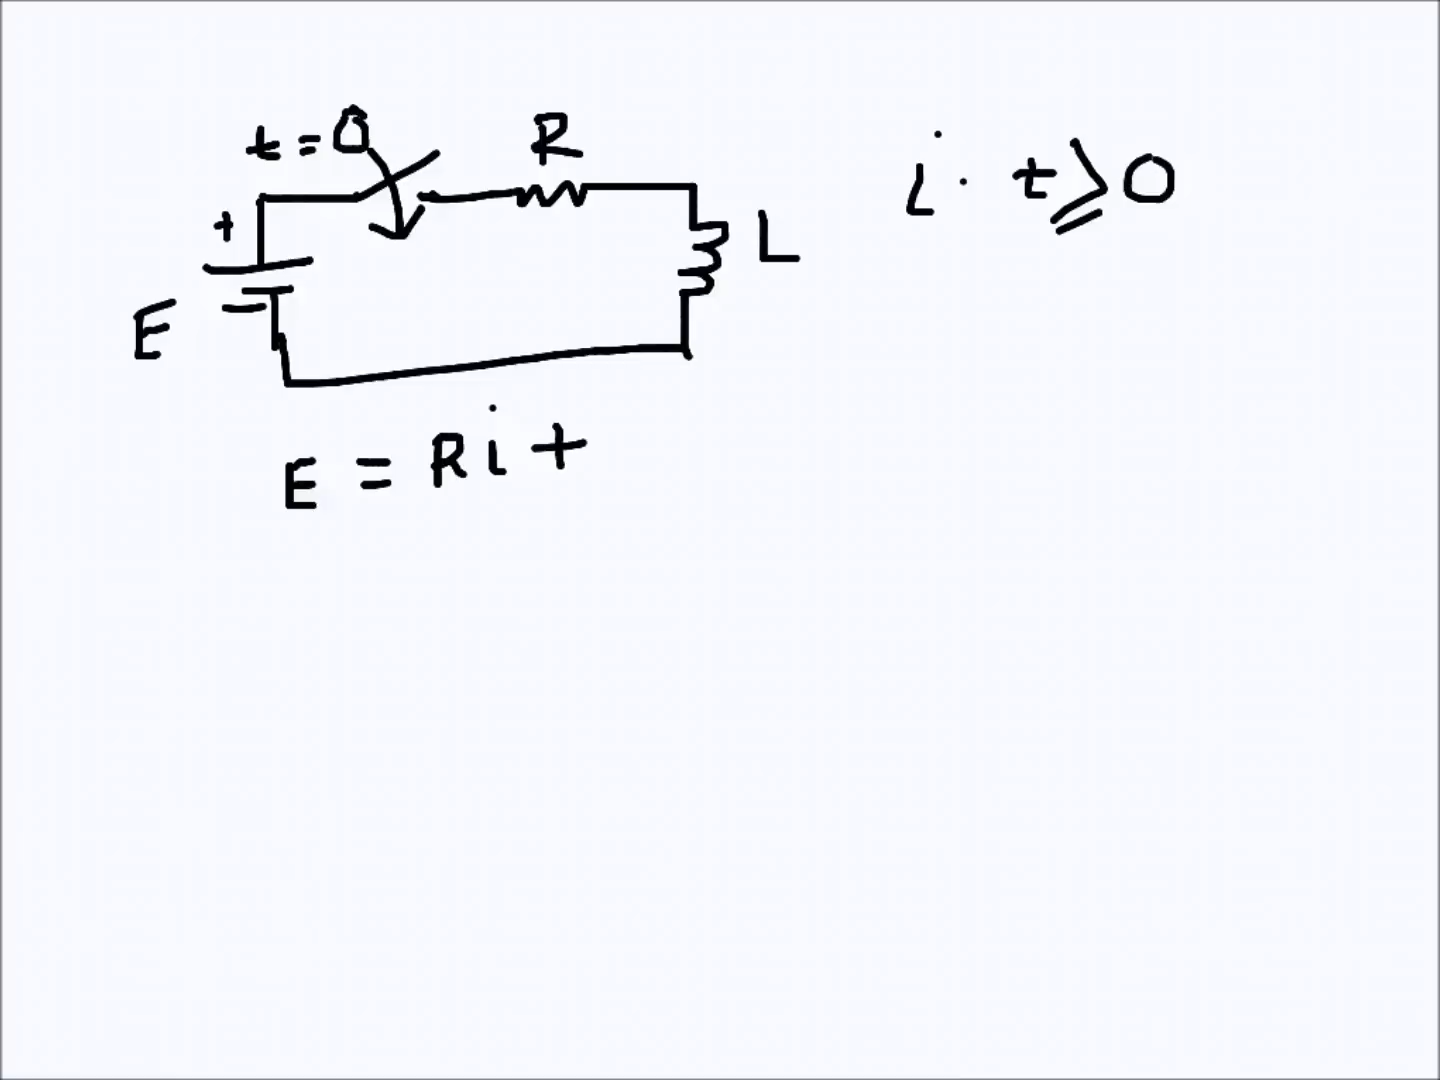 t = 0
R
i t ≥ 0
+
L
−
E
E = Ri +